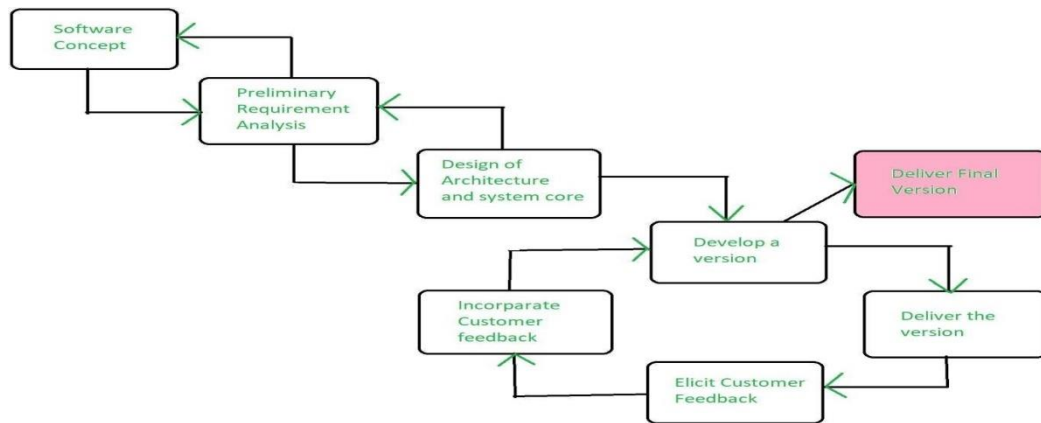 Software
Concept
Preliminary
Requirement
Analysis
Design of
Architecture
and system core
Deliver Final
Version
Develop a
version
Incorparate
Customer
feedback
Deliver the
version
Elicit Customer
Feedback